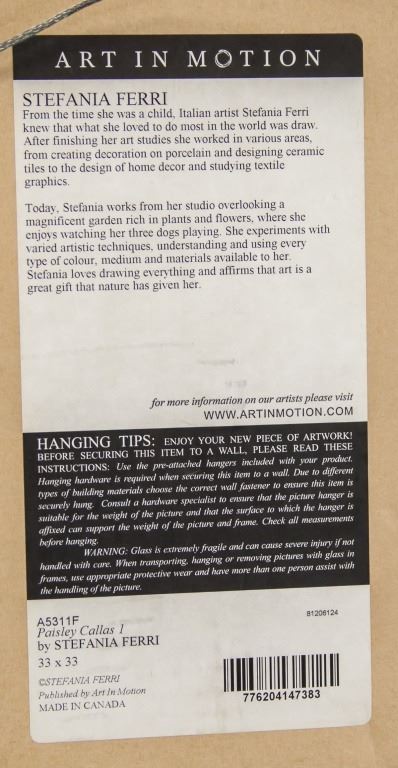 ART IN MOTION
STEFANIA FERRI
From the time she was a child, Italian artist Stefania Ferri
knew that what she loved to do most in the world was draw.
After finishing her art studies she worked in various areas,
from creating decoration on porcelain and designing ceramic
tiles to the design of home decor and studying textile
graphics.
Today, Stefania works from her studio overlooking a
magnificent garden rich in plants and flowers, where she
enjoys watching her three dogs playing. She experiments with
varied artistic techniques, understanding and using every
type of colour, medium and materials available to her.
Stefania loves drawing everything and affirms that art is a
great gift that nature has given her.
for more information on our artists please visit
WWW.ARTINMOTION.COM
HANGING TIPS: ENJOY YOUR NEW PIECE OF ARTWORK!
BEFORE SECURING THIS ITEM TO A WALL, PLEASE READ THESE
INSTRUCTIONS: Use the pre-attached hangers included with your product.
Hanging hardware is required when securing this item to a wall. Due to different
types of building materials choose the correct wall fastener to ensure this item is
securely hung. Consult a hardware specialist to ensure that the picture hanger is
suitable for the weight of the picture and that the surface to which the hanger is
affixed can support the weight of the picture and frame. Check all measurements
before hanging.
WARNING: Glass is extremely fragile and can cause severe injury if not
handled with care. When transporting, hanging or removing pictures with glass in
frames, use appropriate protective wear and have more than one person assist with
the handling of the picture.
A5311F
81206124
Paisley Callas 1
by STEFANIA FERRI
33 x 33
©STEFANIA FERRI
Published by Art In Motion
MADE IN CANADA
776204147383